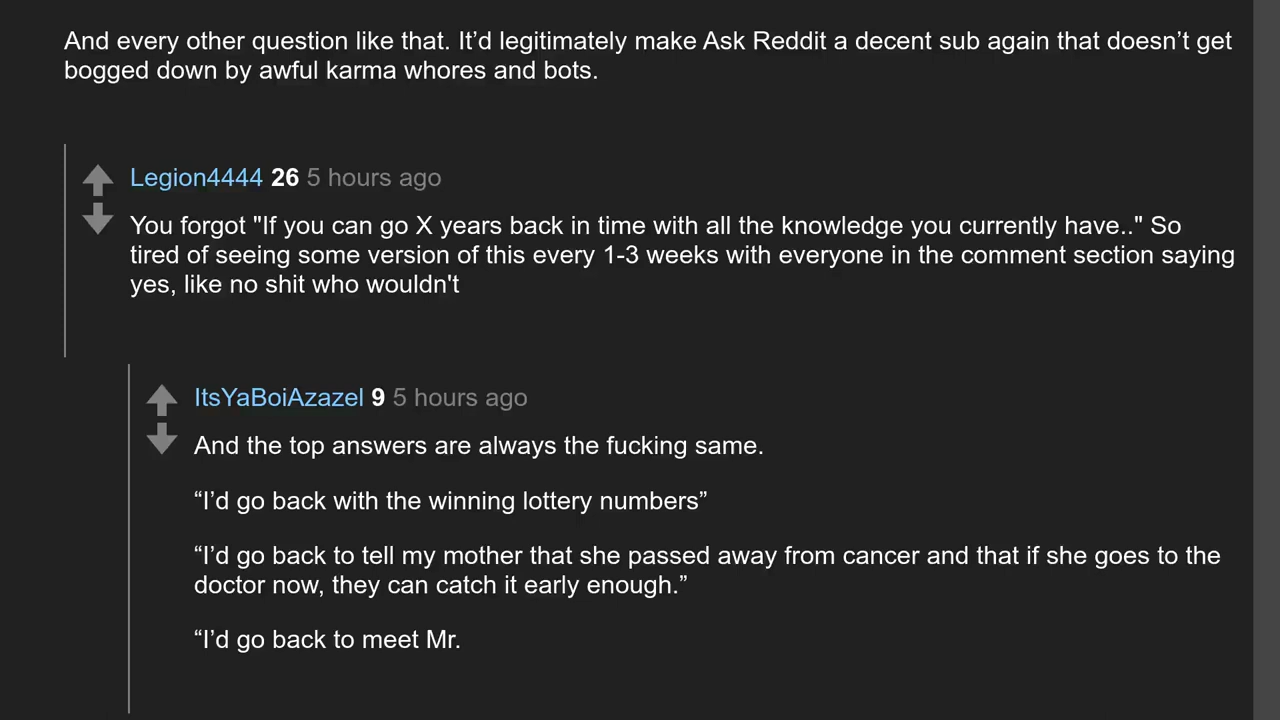 And every other question like that. It’d legitimately make Ask Reddit a decent sub again that doesn’t get
bogged down by awful karma whores and bots.
Legion4444 26 5 hours ago
You forgot "If you can go X years back in time with all the knowledge you currently have.." So
tired of seeing some version of this every 1-3 weeks with everyone in the comment section saying
yes, like no shit who wouldn't
ItsYaBoiAzazel 9 5 hours ago
And the top answers are always the fucking same.
“I’d go back with the winning lottery numbers”
“I’d go back to tell my mother that she passed away from cancer and that if she goes to the
doctor now, they can catch it early enough.”
“I’d go back to meet Mr.